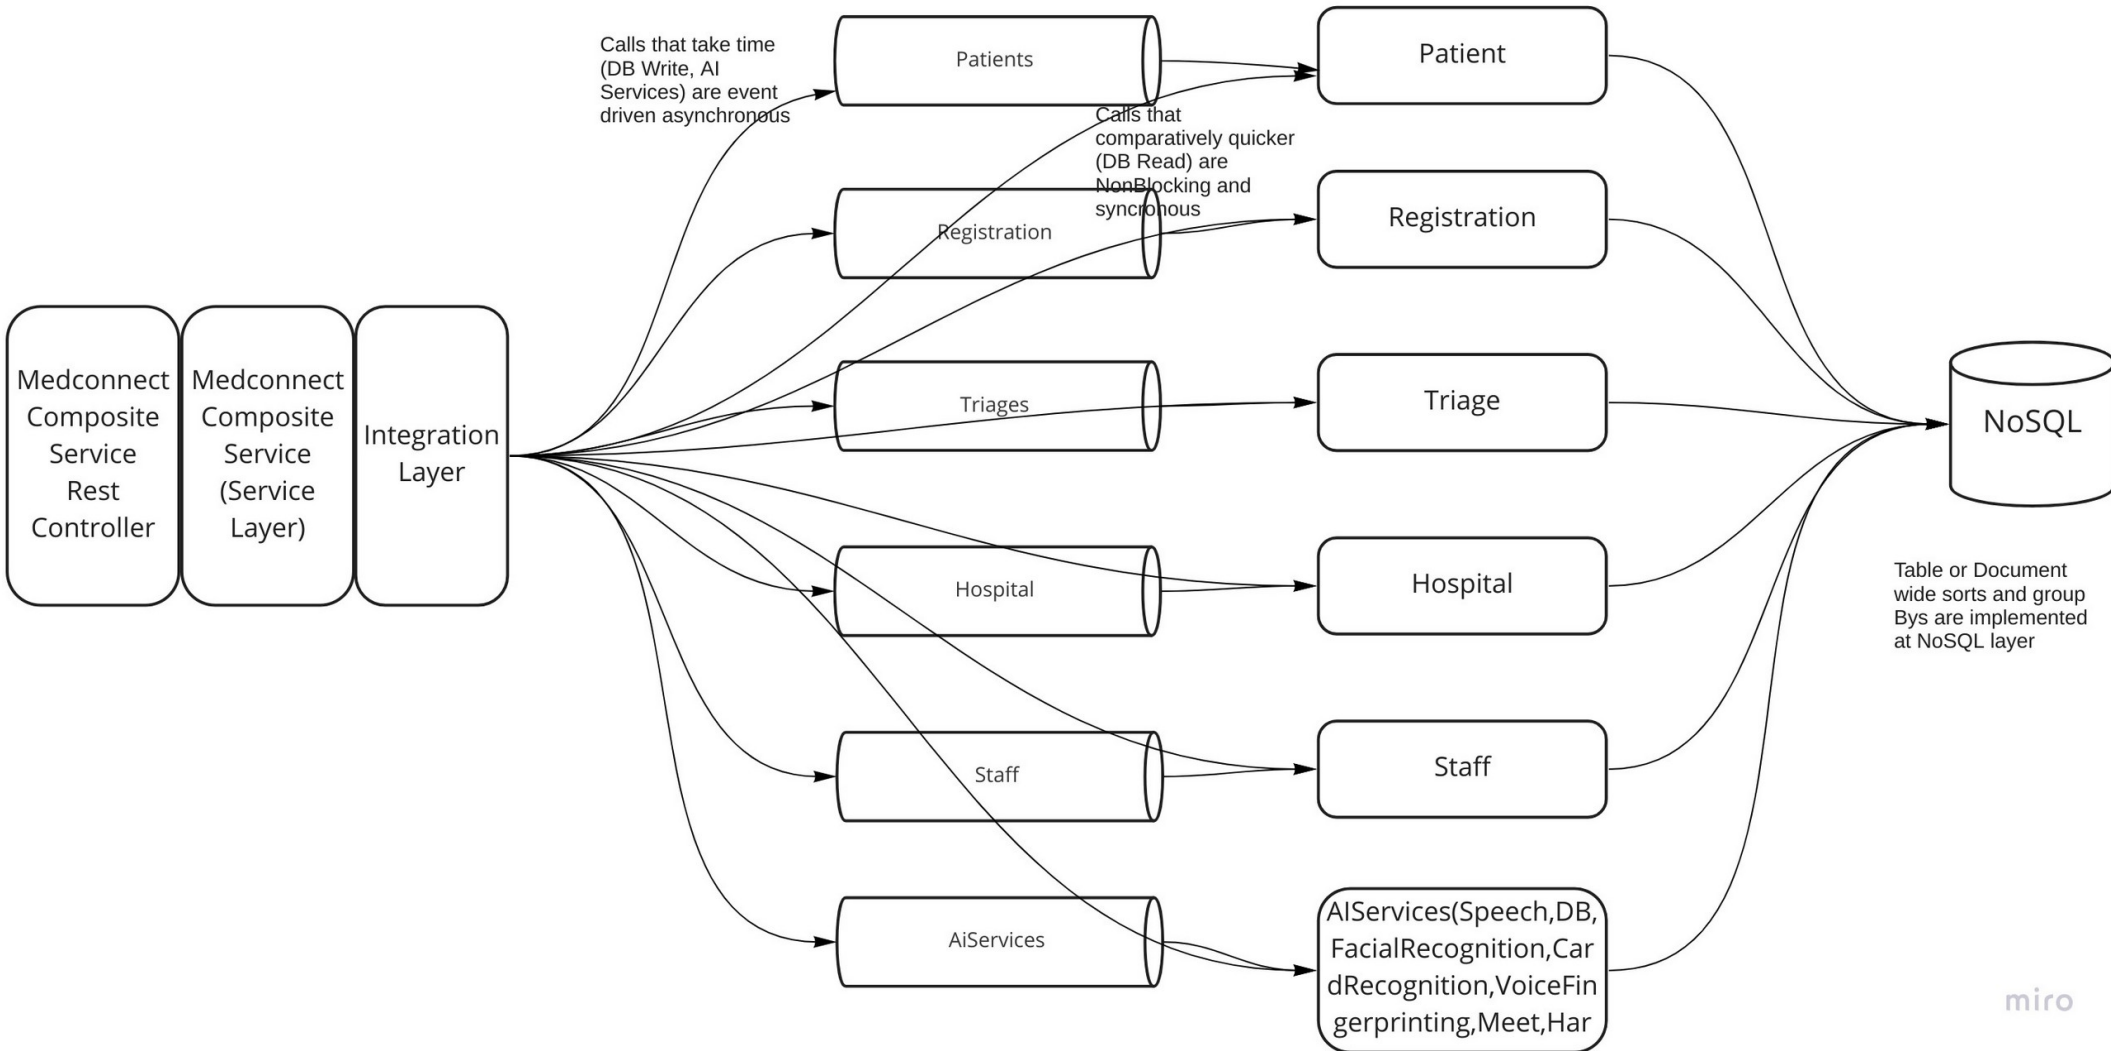 Calls that take time
(DB Write, AI
Services) are event
driven asynchronous
Patients
Patient
Calls that
comparatively quicker
(DB Read) are
NonBlocking and
syncronous
Registration
Registration
Medconnect
Composite
Service
Rest
Controller
Medconnect
Composite
Service
(Service
Layer)
Integration
Layer
Triages
Triage
NoSQL
Hospital
Hospital
Table or Document
wide sorts and group
Bys are implemented
at NoSQL layer
Staff
Staff
AiServices
AIServices(Speech,DB,
FacialRecognition,Car
dRecognition,VoiceFin
gerprinting,Meet,Har
miro